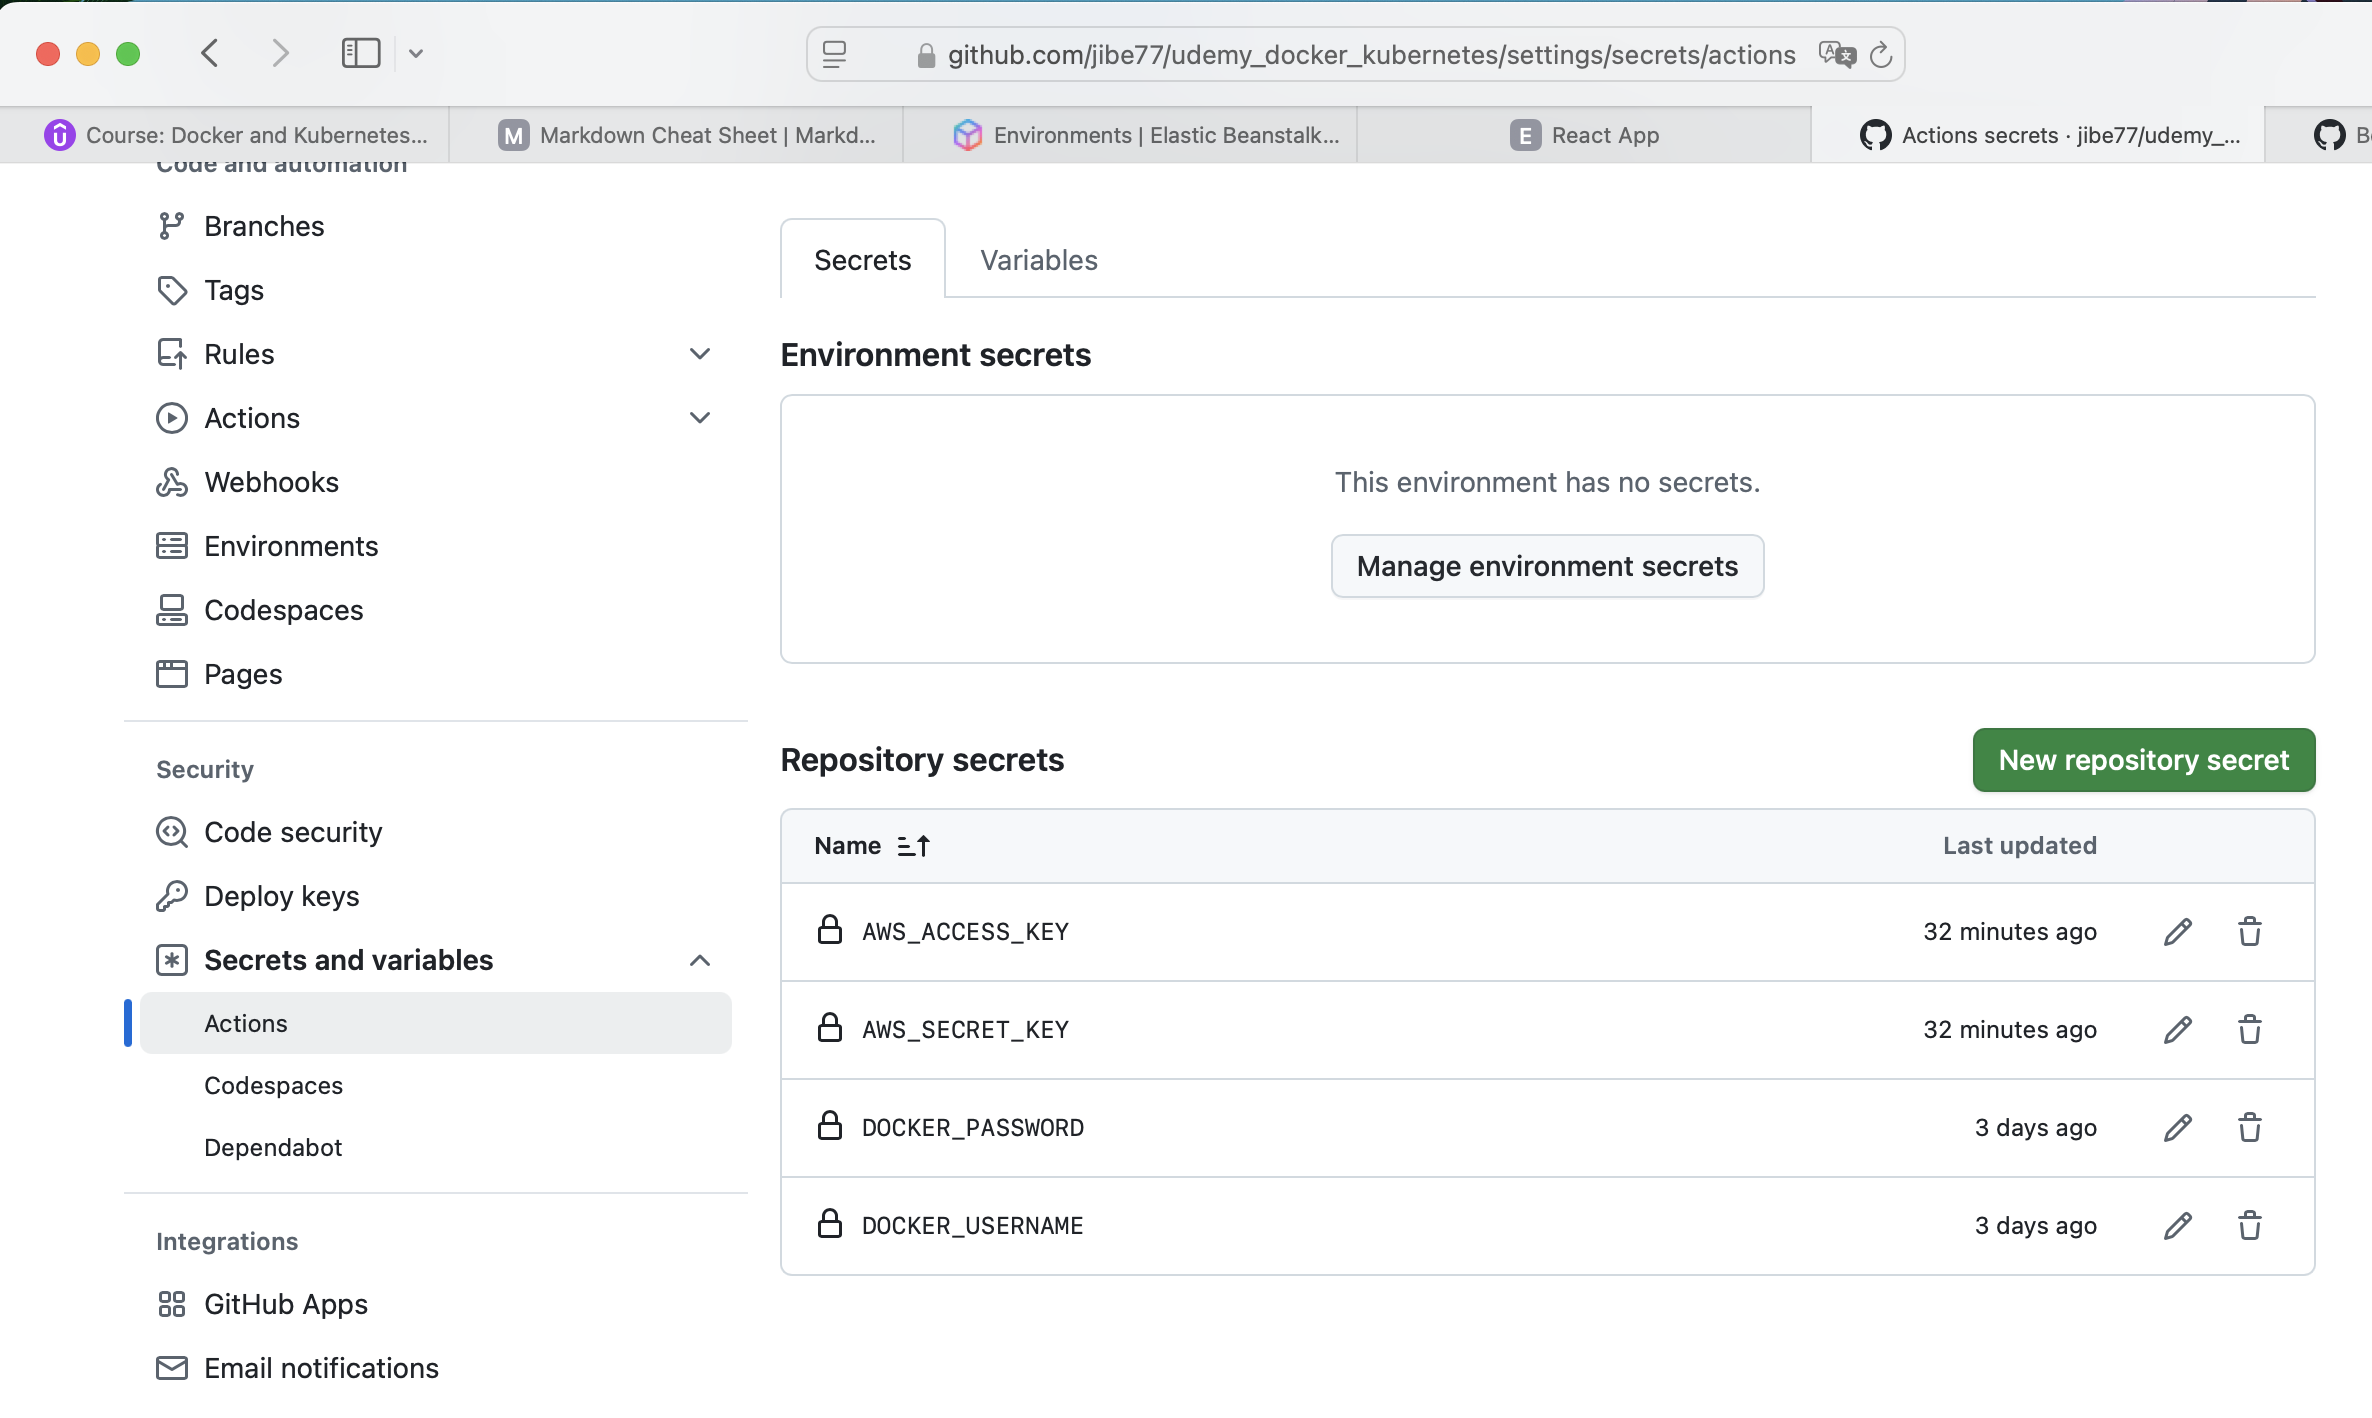 github.com/jibe77/udemy_docker_kubernetes/settings/secrets/actions
Course: Docker and Kubernetes...
M Markdown Cheat Sheet | Markd...
Environments | Elastic Beanstalk...
E React App
Actions secrets · jibe77/udemy_...
Code and automation
Branches
Tags
Rules
Actions
Webhooks
Environments
Codespaces
Pages
Security
Code security
Deploy keys
Secrets and variables
Actions
Codespaces
Dependabot
Integrations
GitHub Apps
Email notifications
Secrets
Variables
Environment secrets
This environment has no secrets.
Manage environment secrets
Repository secrets
New repository secret
Name
Last updated
AWS_ACCESS_KEY
32 minutes ago
AWS_SECRET_KEY
32 minutes ago
DOCKER_PASSWORD
3 days ago
DOCKER_USERNAME
3 days ago